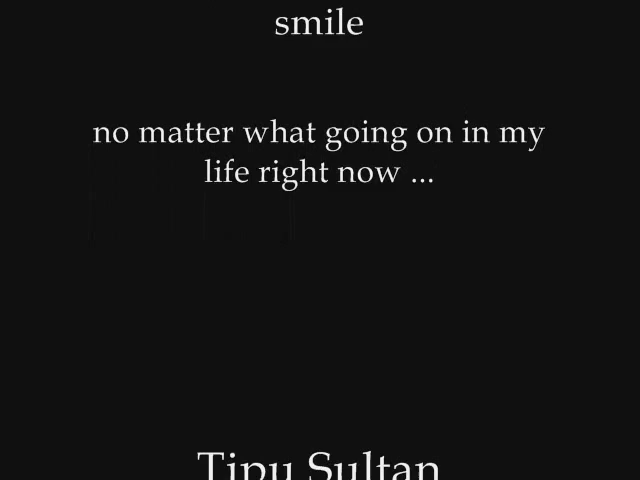 smile
no matter what going on in my
life right now ...
Tipu Sultan